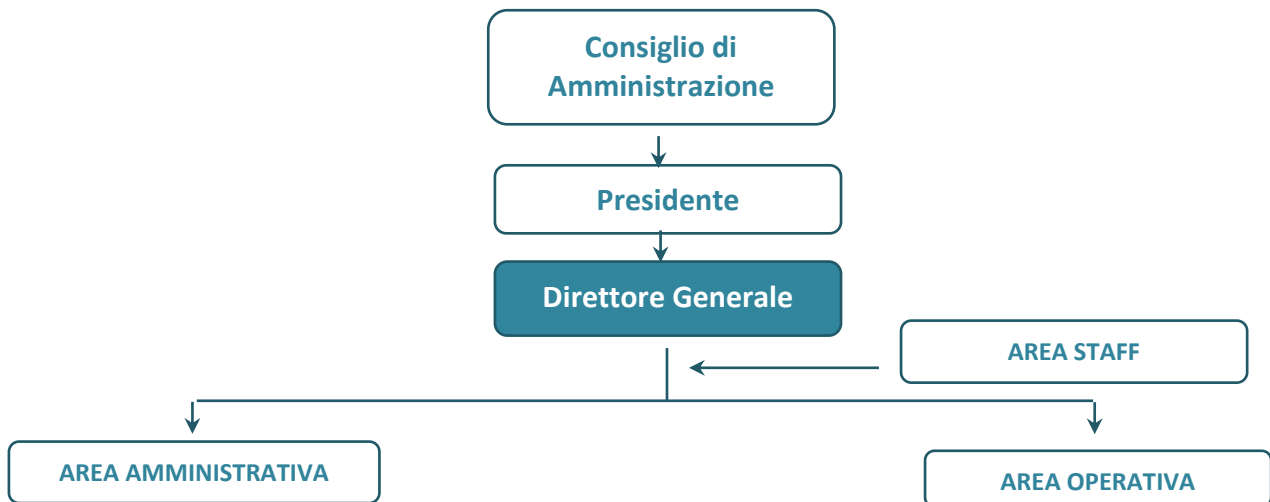 Consiglio di
Amministrazione
Presidente
Direttore Generale
AREA STAFF
AREA AMMINISTRATIVA
AREA OPERATIVA